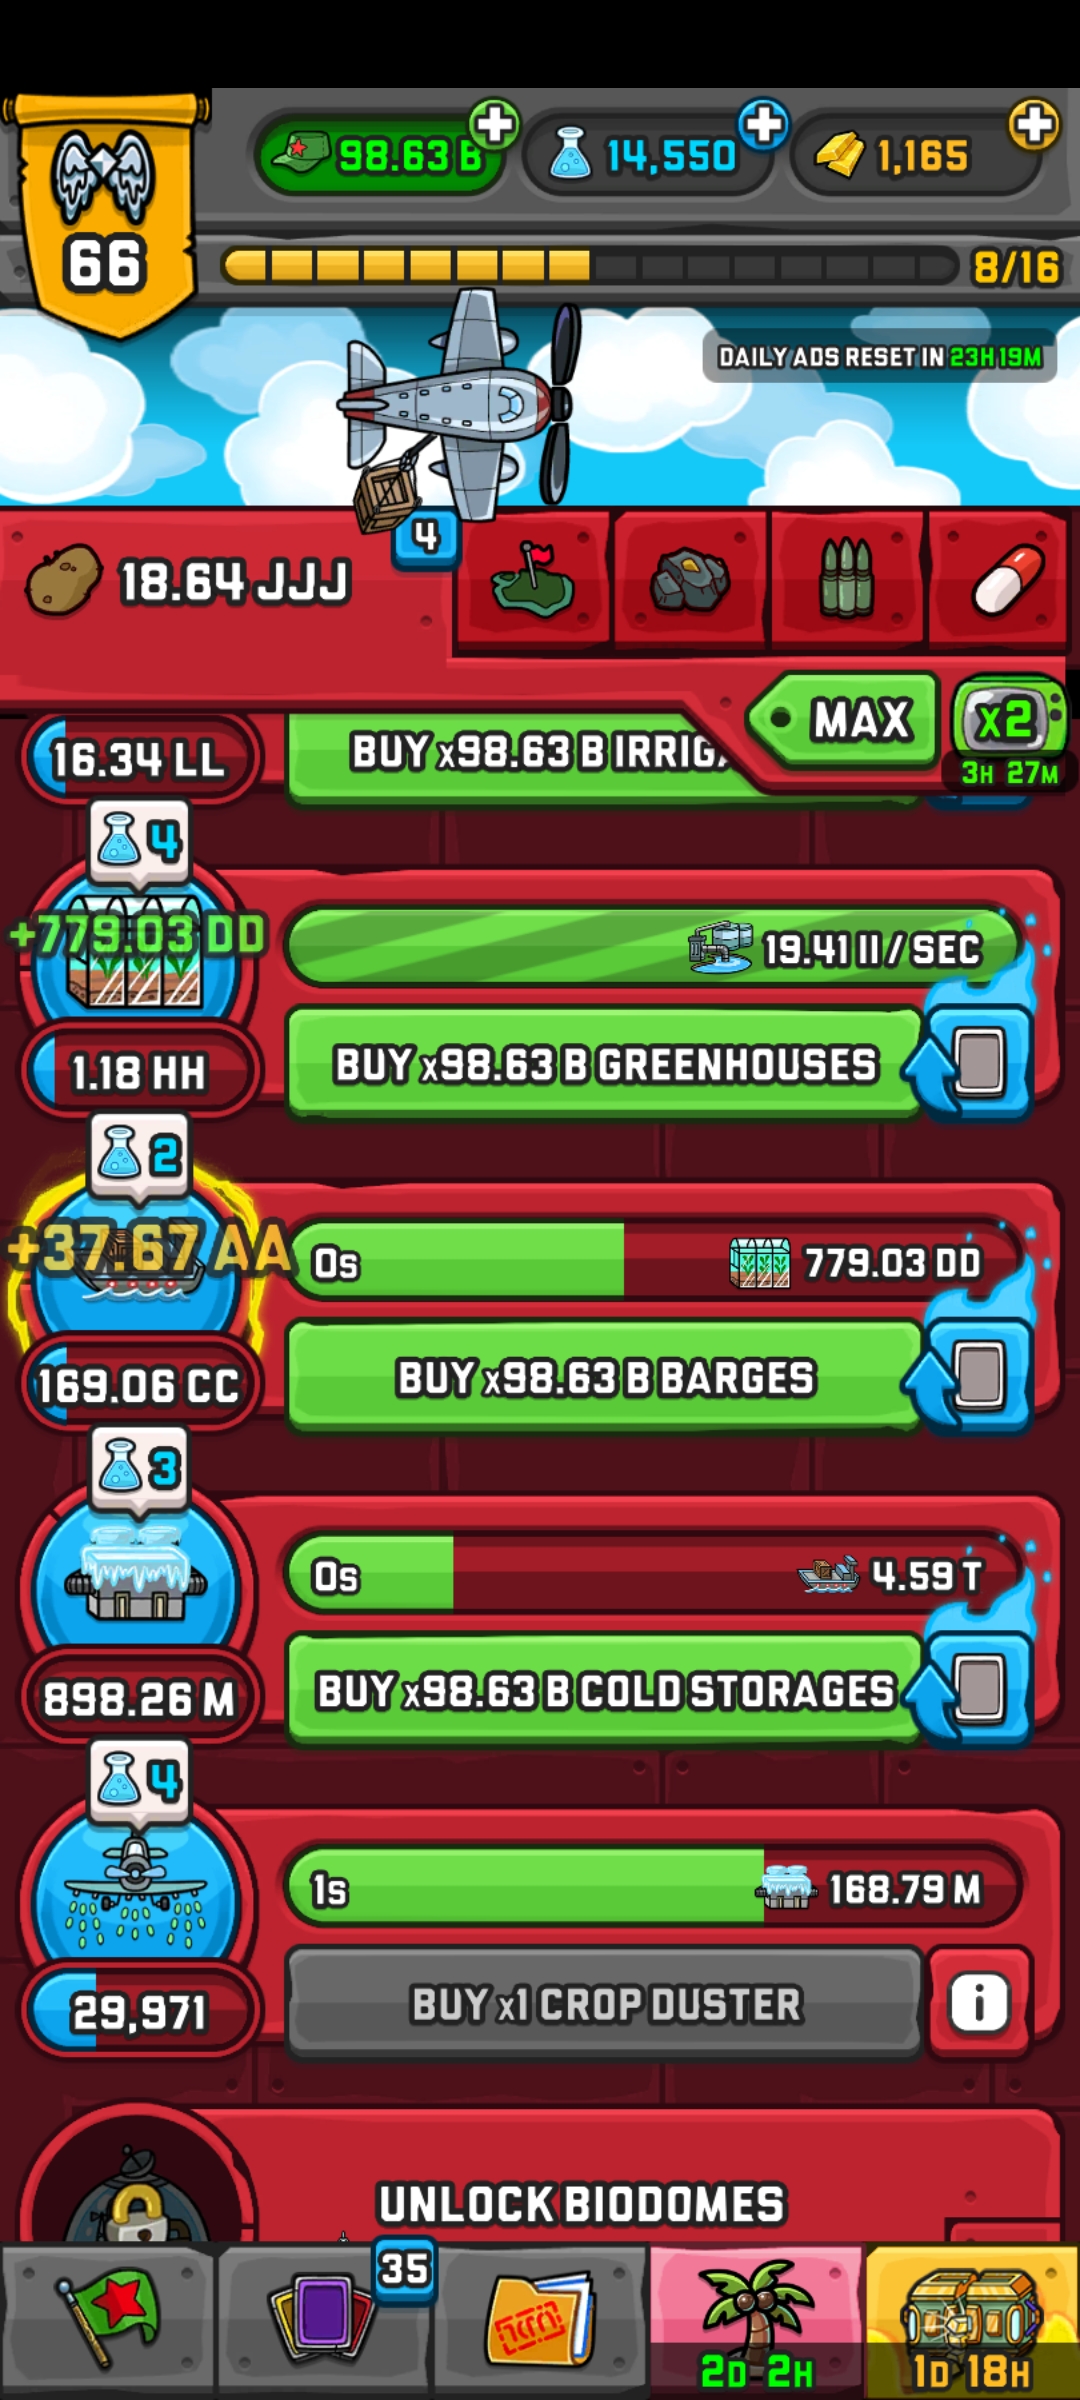 98.63 B
14,550
1,165
66
8/16
DAILY ADS RESET IN 23H 19M
18.64 JJJ
4
MAX
x2
3H 27M
16.34 LL
BUY x98.63 B IRRIGA
4
+779.03 DD
19.41 II / SEC
1.18 HH
BUY x98.63 B GREENHOUSES
2
+37.67 AA
0s
779.03 DD
169.06 CC
BUY x98.63 B BARGES
3
0s
4.59 T
898.26 M
BUY x98.63 B COLD STORAGES
4
1s
168.79 M
29,971
BUY x1 CROP DUSTER
i
UNLOCK BIODOMES
35
2D 2H
1D 18H